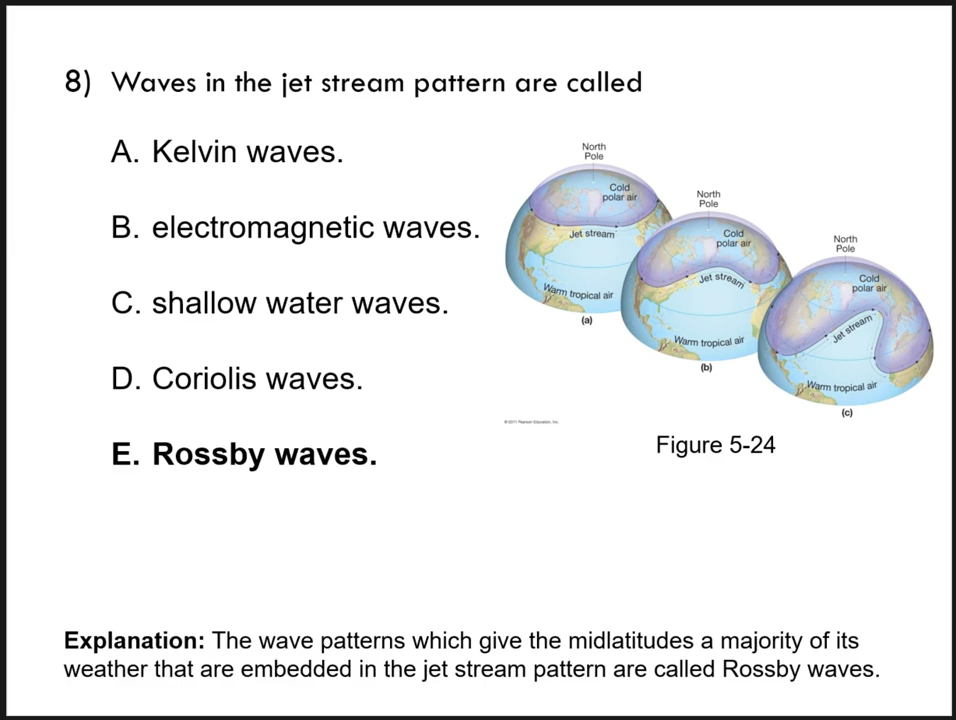 8) Waves in the jet stream pattern are called
A. Kelvin waves.
B. electromagnetic waves.
C. shallow water waves.
D. Coriolis waves.
E. Rossby waves.
North
Pole
Cold
polar air
Jet stream
Warm tropical air
(a)
North
Pole
Cold
polar air
Jet stream
Warm tropical air
(b)
North
Pole
Cold
polar air
Jet stream
Warm tropical air
(c)
© 2011 Pearson Education, Inc.
Figure 5-24
Explanation: The wave patterns which give the midlatitudes a majority of its
weather that are embedded in the jet stream pattern are called Rossby waves.